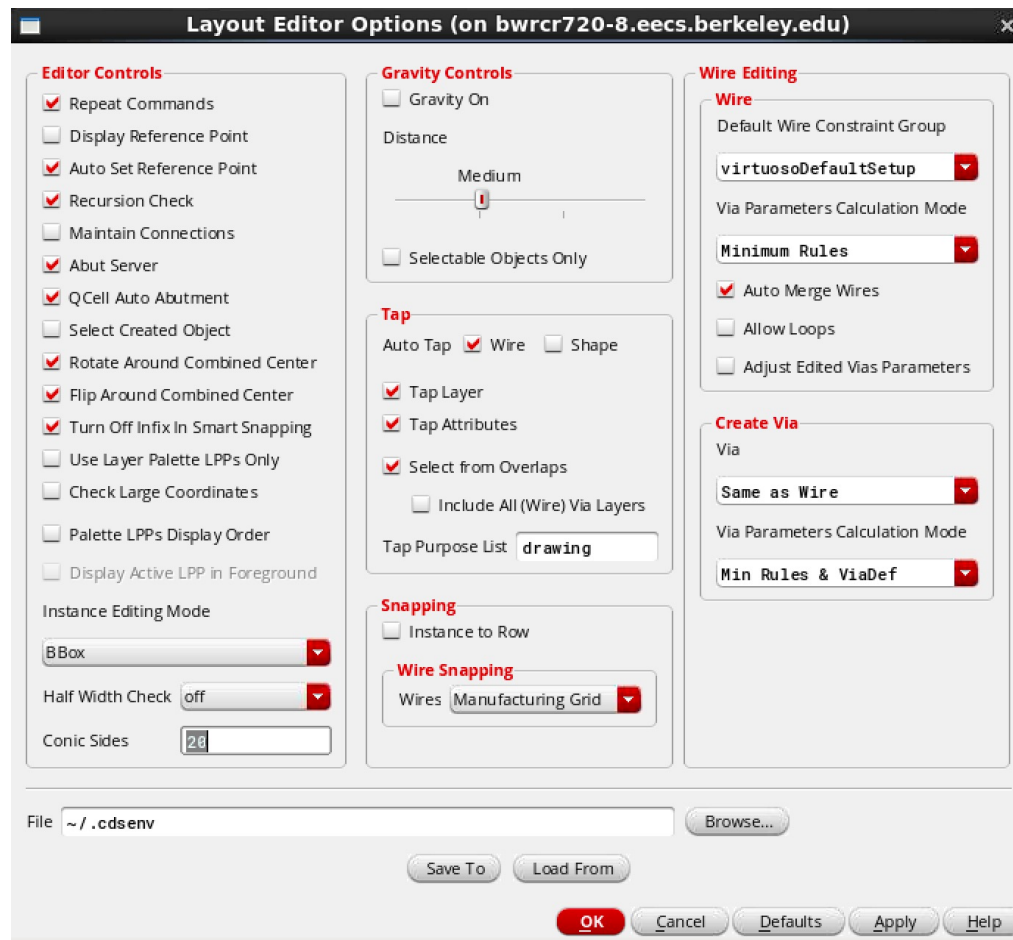 Layout Editor Options (on bwrcr720-8.eecs.berkeley.edu)
Editor Controls
Repeat Commands
Display Reference Point
Auto Set Reference Point
Recursion Check
Maintain Connections
Abut Server
QCell Auto Abutment
Select Created Object
Rotate Around Combined Center
Flip Around Combined Center
Turn Off Infix In Smart Snapping
Use Layer Palette LPPs Only
Check Large Coordinates
Palette LPPs Display Order
Display Active LPP in Foreground
Instance Editing Mode
BBox
Half Width Check off
Conic Sides 20
Gravity Controls
Gravity On
Distance
Medium
Selectable Objects Only
Tap
Auto Tap Wire Shape
Tap Layer
Tap Attributes
Select from Overlaps
Include All (Wire) Via Layers
Tap Purpose List drawing
Snapping
Instance to Row
Wire Snapping
Wires Manufacturing Grid
Wire Editing
Wire
Default Wire Constraint Group
virtuosoDefaultSetup
Via Parameters Calculation Mode
Minimum Rules
Auto Merge Wires
Allow Loops
Adjust Edited Vias Parameters
Create Via
Via
Same as Wire
Via Parameters Calculation Mode
Min Rules & ViaDef
File ~/.cdsenv Browse...
Save To Load From
OK Cancel Defaults Apply Help